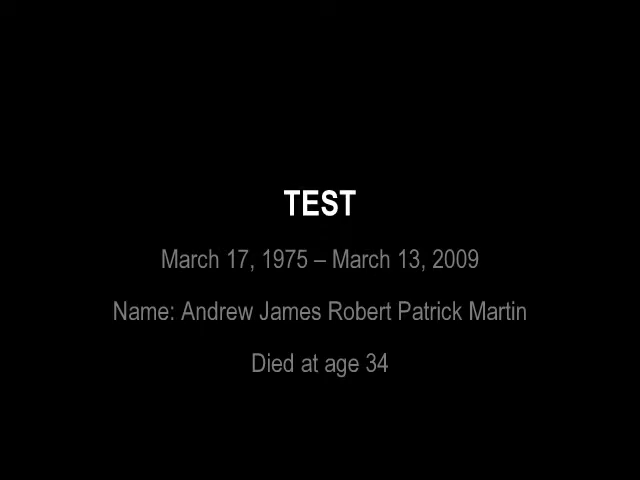 TEST
March 17, 1975 – March 13, 2009
Name: Andrew James Robert Patrick Martin
Died at age 34